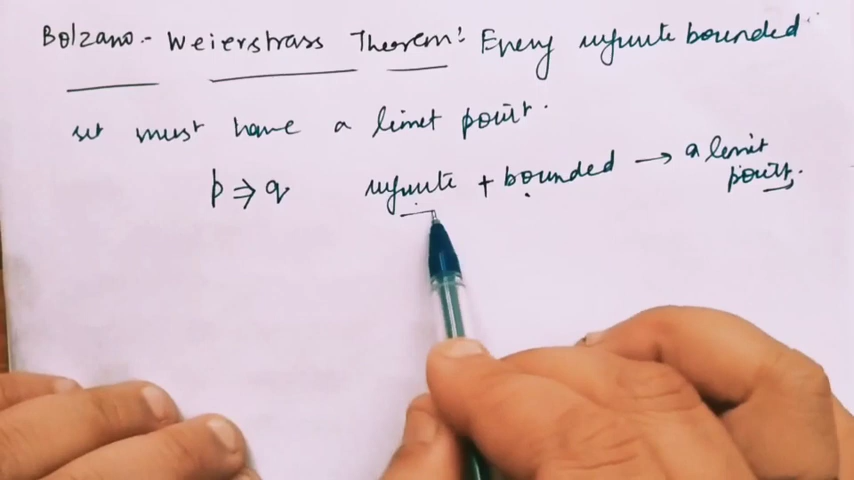 Bolzano - Weierstrass Theorem: Every infinite bounded
set must have a limit point.
p ⇒ q infinite + bounded → a limit
point.